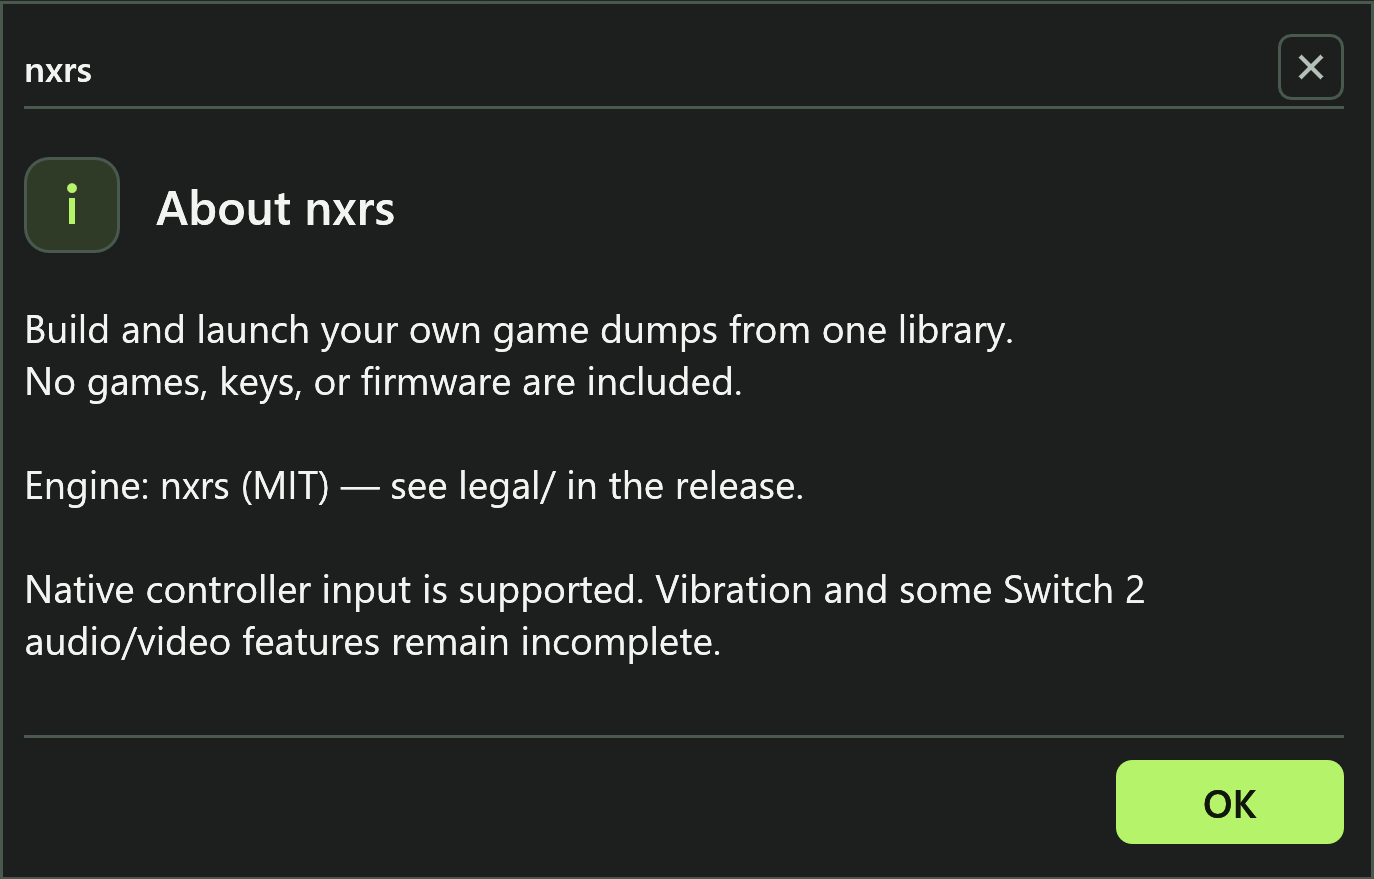 nxrs
i
About nxrs
Build and launch your own game dumps from one library.
No games, keys, or firmware are included.
Engine: nxrs (MIT) — see legal/ in the release.
Native controller input is supported. Vibration and some Switch 2
audio/video features remain incomplete.
OK